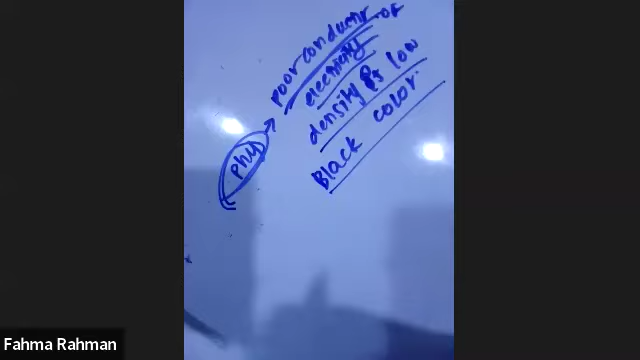 Phy → poor conductor of
electricity
density is low
Black color.
Fahma Rahman